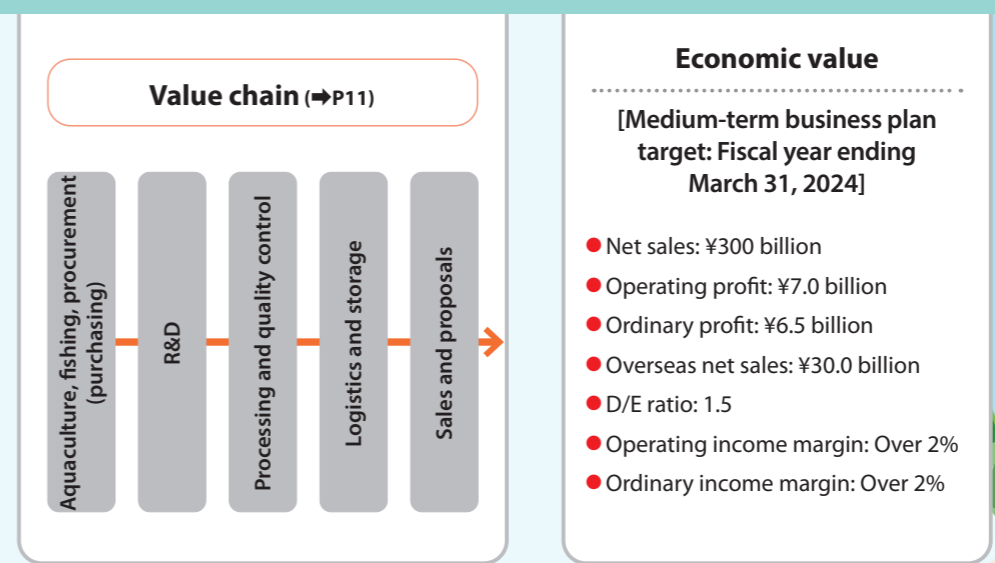 Value chain (➡P11)
Aquaculture, fishing, procurement
(purchasing)
R&D
Processing and quality control
Logistics and storage
Sales and proposals
Economic value
[Medium-term business plan
target: Fiscal year ending
March 31, 2024]
● Net sales: ¥300 billion
● Operating profit: ¥7.0 billion
● Ordinary profit: ¥6.5 billion
● Overseas net sales: ¥30.0 billion
● D/E ratio: 1.5
● Operating income margin: Over 2%
● Ordinary income margin: Over 2%